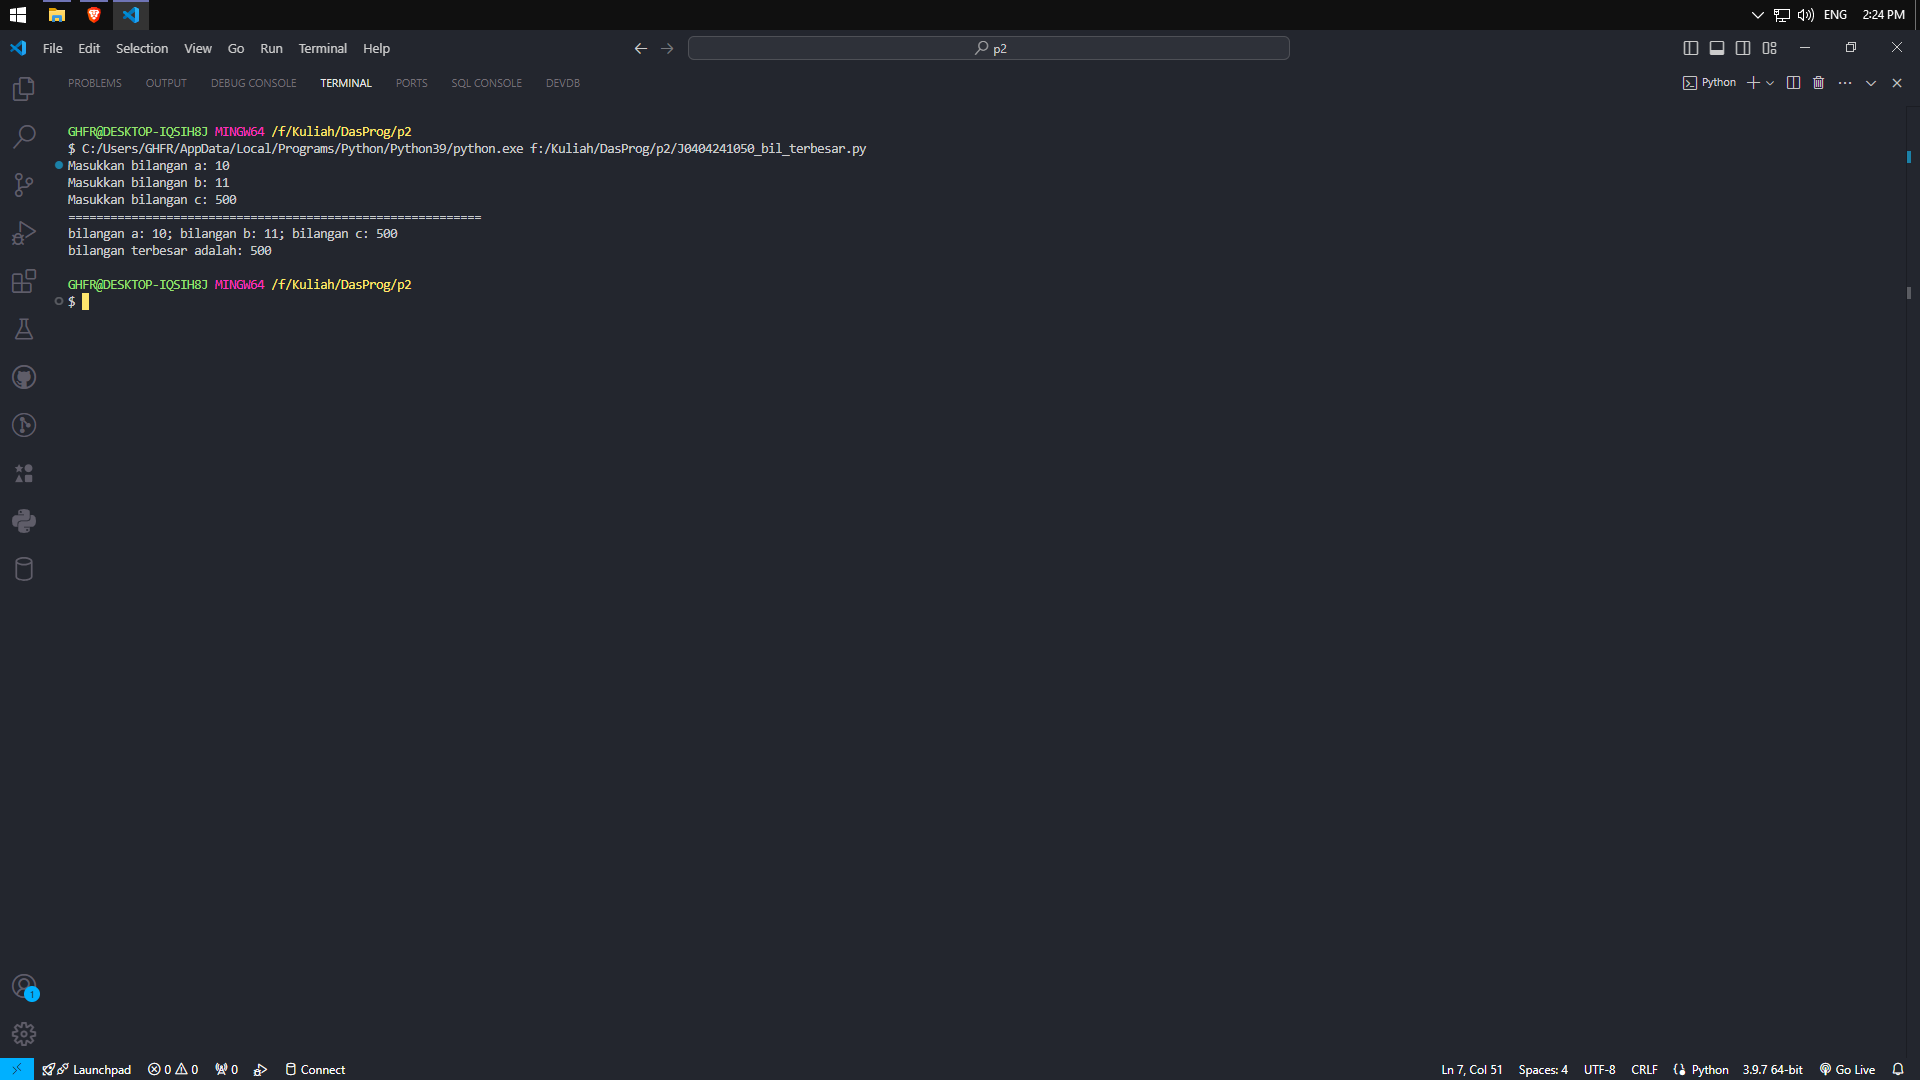 ENG 2:24 PM
File Edit Selection View Go Run Terminal Help p2
PROBLEMS OUTPUT DEBUG CONSOLE TERMINAL PORTS SQL CONSOLE DEVDB Python
GHFR@DESKTOP-IQSIH8J MINGW64 /f/Kuliah/DasProg/p2
$ C:/Users/GHFR/AppData/Local/Programs/Python/Python39/python.exe f:/Kuliah/DasProg/p2/J0404241050_bil_terbesar.py
Masukkan bilangan a: 10
Masukkan bilangan b: 11
Masukkan bilangan c: 500
===========================================================
bilangan a: 10; bilangan b: 11; bilangan c: 500
bilangan terbesar adalah: 500
GHFR@DESKTOP-IQSIH8J MINGW64 /f/Kuliah/DasProg/p2
$
1
Launchpad 0 0 0 Connect Ln 7, Col 51 Spaces: 4 UTF-8 CRLF Python 3.9.7 64-bit Go Live